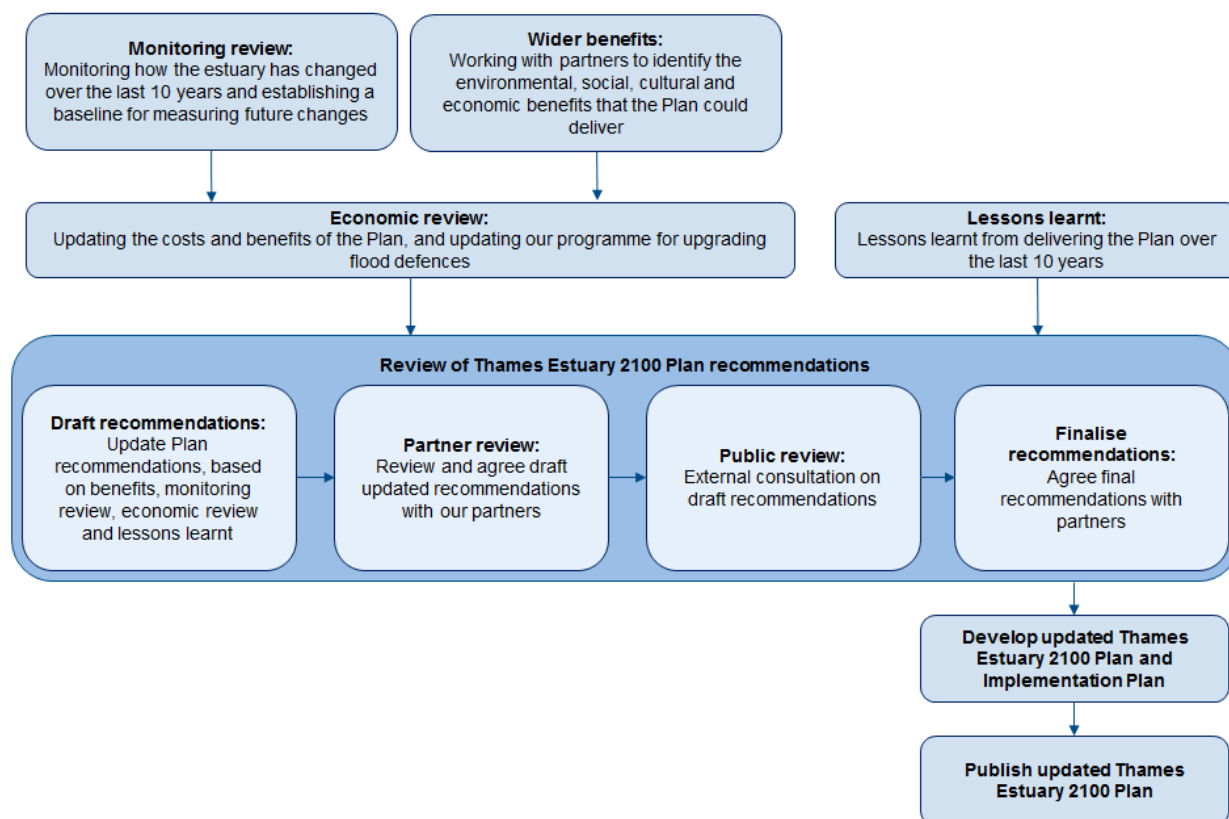 Monitoring review:
Monitoring how the estuary has changed
over the last 10 years and establishing a
baseline for measuring future changes
Wider benefits:
Working with partners to identify the
environmental, social, cultural and
economic benefits that the Plan could
deliver
Economic review:
Updating the costs and benefits of the Plan, and updating our programme for upgrading
flood defences
Lessons learnt:
Lessons learnt from delivering the Plan over
the last 10 years
Review of Thames Estuary 2100 Plan recommendations
Draft recommendations:
Update Plan
recommendations, based
on benefits, monitoring
review, economic review
and lessons learnt
Partner review:
Review and agree draft
updated recommendations
with our partners
Public review:
External consultation on
draft recommendations
Finalise
recommendations:
Agree final
recommendations with
partners
Develop updated Thames
Estuary 2100 Plan and
Implementation Plan
Publish updated Thames
Estuary 2100 Plan